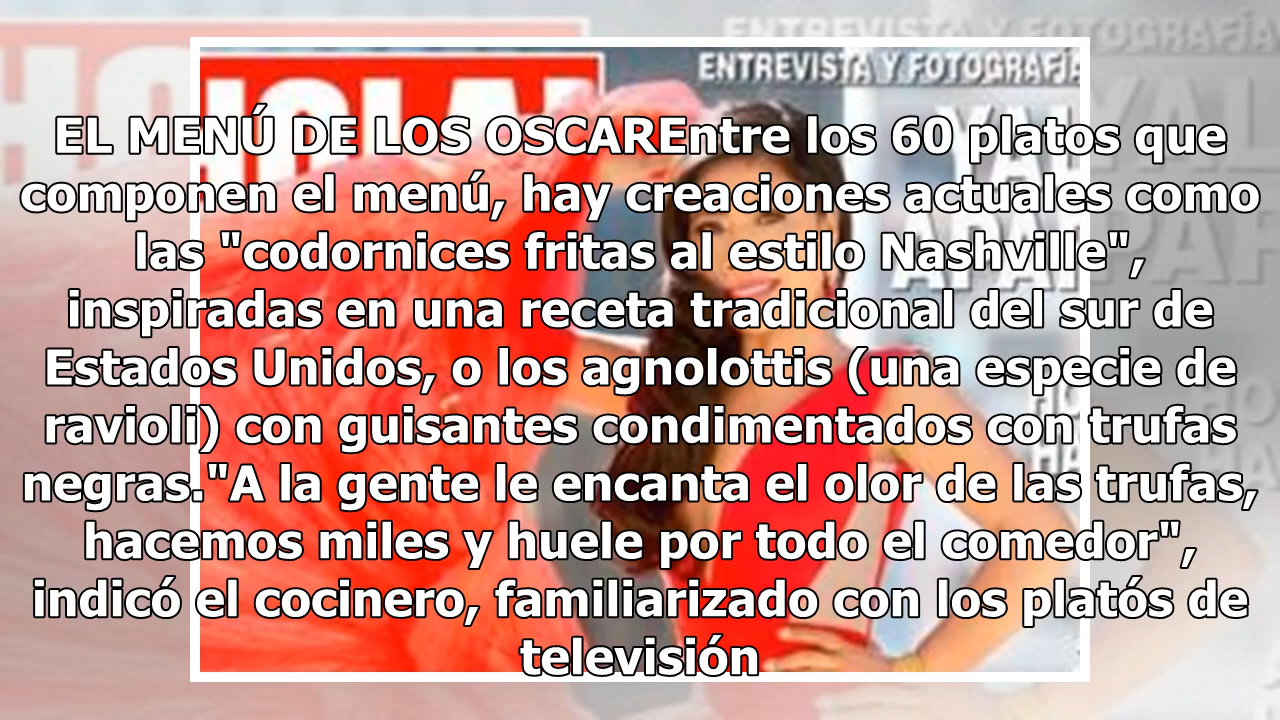 ENTREVISTA Y FOTOGRAFÍA
EL MENÚ DE LOS OSCAREntre los 60 platos que
componen el menú, hay creaciones actuales como
las "codornices fritas al estilo Nashville",
inspiradas en una receta tradicional del sur de
Estados Unidos, o los agnolottis (una especie de
ravioli) con guisantes condimentados con trufas
negras."A la gente le encanta el olor de las trufas,
hacemos miles y huele por todo el comedor",
indicó el cocinero, familiarizado con los platós de
televisión